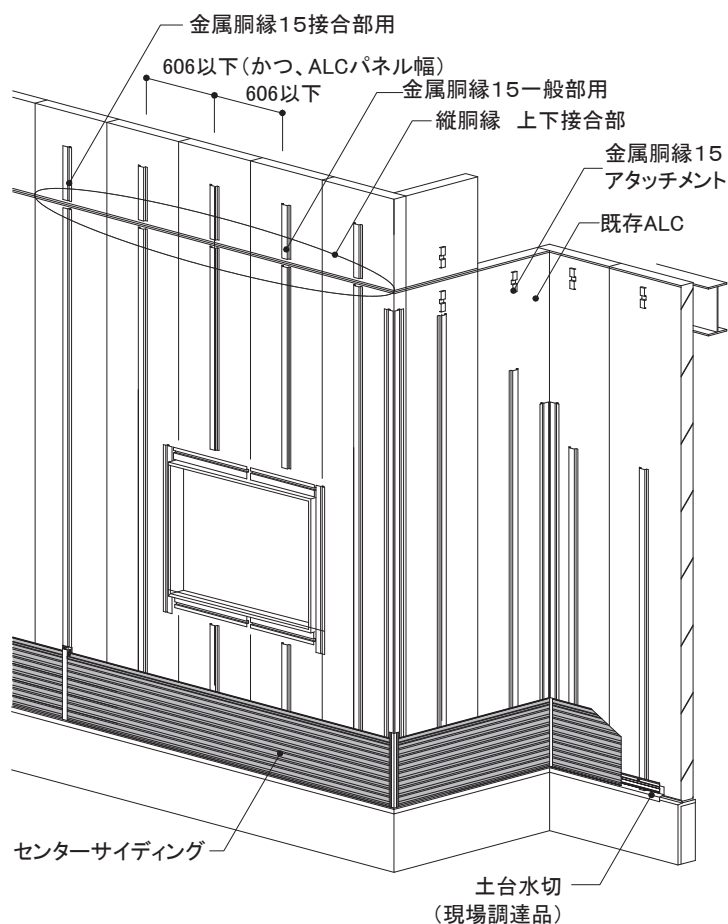 金属胴縁15接合部用
606以下(かつ、ALCパネル幅)
606以下
金属胴縁15一般部用
縦胴縁 上下接合部
金属胴縁15
アタッチメント
既存ALC
センターサイディング
土台水切
(現場調達品)